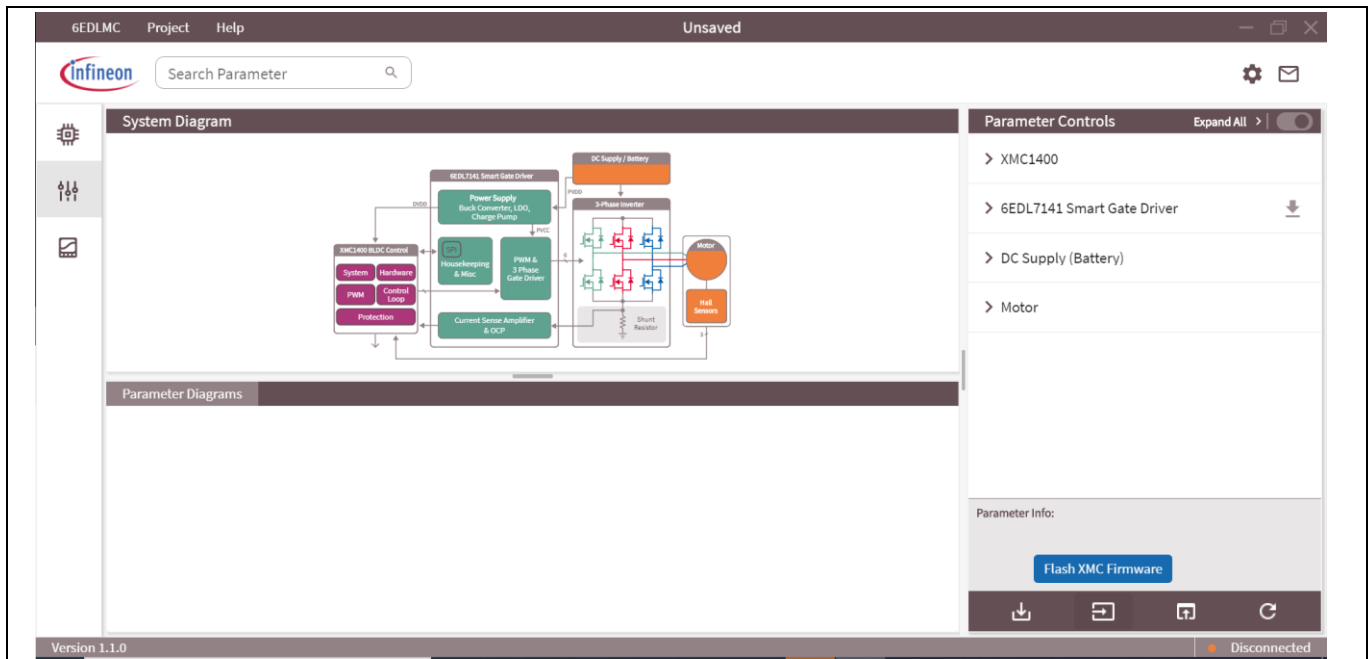 6EDLMC Project Help Unsaved
infineon Search Parameter
System Diagram
DC Supply / Battery
6EDL7141 Smart Gate Driver
Power Supply
Buck Converter, LDO,
Charge Pump
DVDD
PVDD
PVCC
3-Phase Inverter
XMC1400 BLDC Control
System Hardware
PWM Control
Loop
Protection
SPI
Housekeeping
& Misc
PWM &
3 Phase
Gate Driver
6
Current Sense Amplifier
& OCP
Shunt
Resistor
Motor
Hall
Sensors
3
Parameter Diagrams
Parameter Controls Expand All >
XMC1400
6EDL7141 Smart Gate Driver
DC Supply (Battery)
Motor
Parameter Info:
Flash XMC Firmware
Version 1.1.0 Disconnected